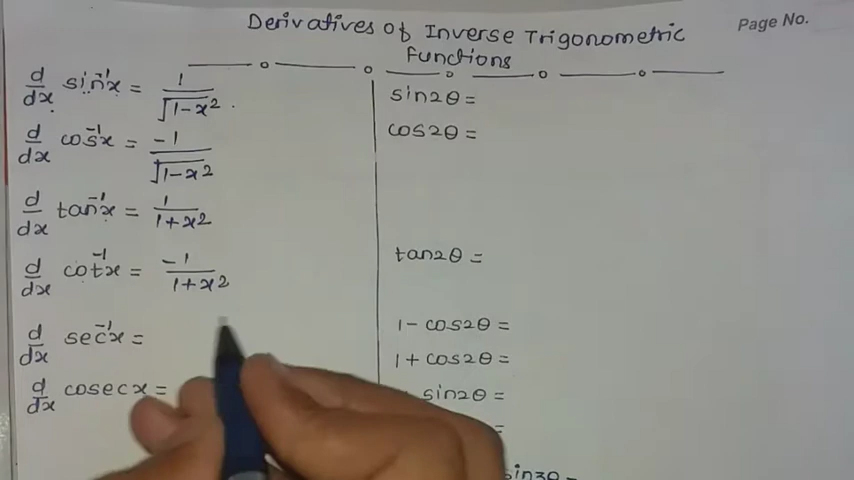 Derivatives Of Inverse Trigonometric Functions
Page No.
d/dx sin⁻¹x = 1/√1-x²
d/dx cos⁻¹x = -1/√1-x²
d/dx tan⁻¹x = 1/1+x²
d/dx cot⁻¹x = -1/1+x²
d/dx sec⁻¹x =
d/dx cosecx =
sin2θ =
cos2θ =
tan2θ =
1 - cos2θ =
1 + cos2θ =
sin2θ =
=
sin3θ =